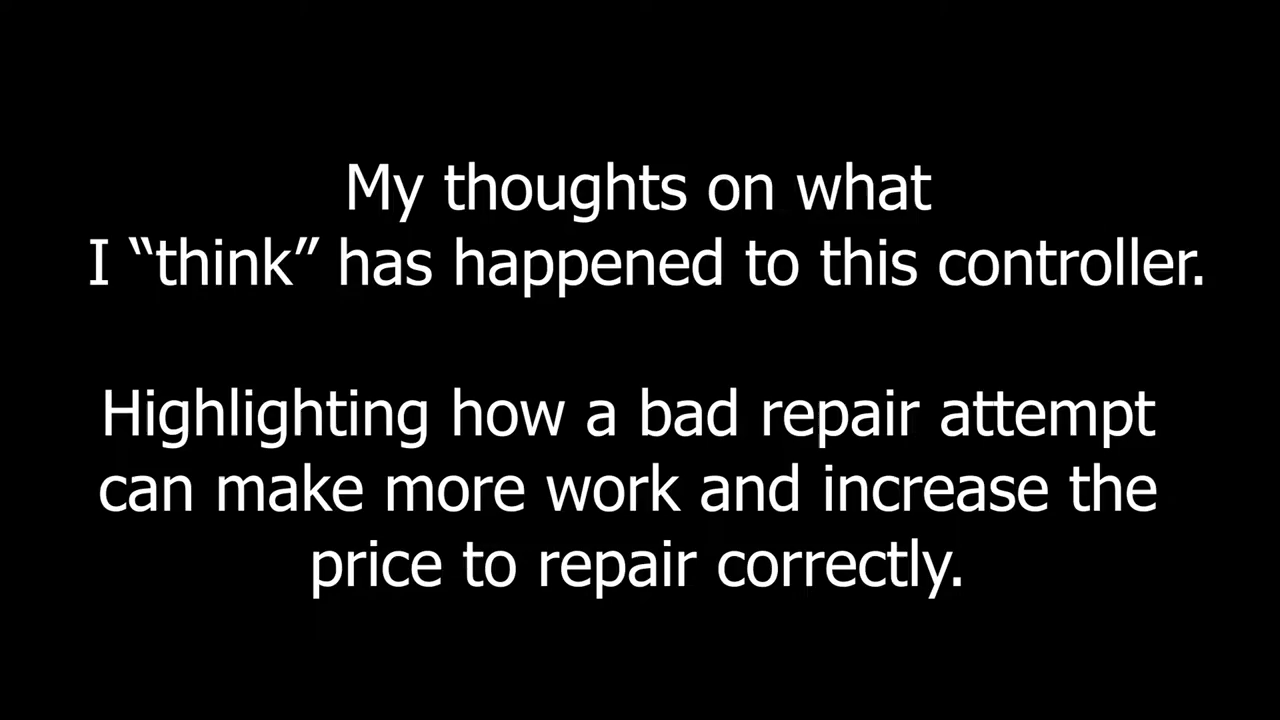 My thoughts on what
I “think” has happened to this controller.
Highlighting how a bad repair attempt
can make more work and increase the
price to repair correctly.